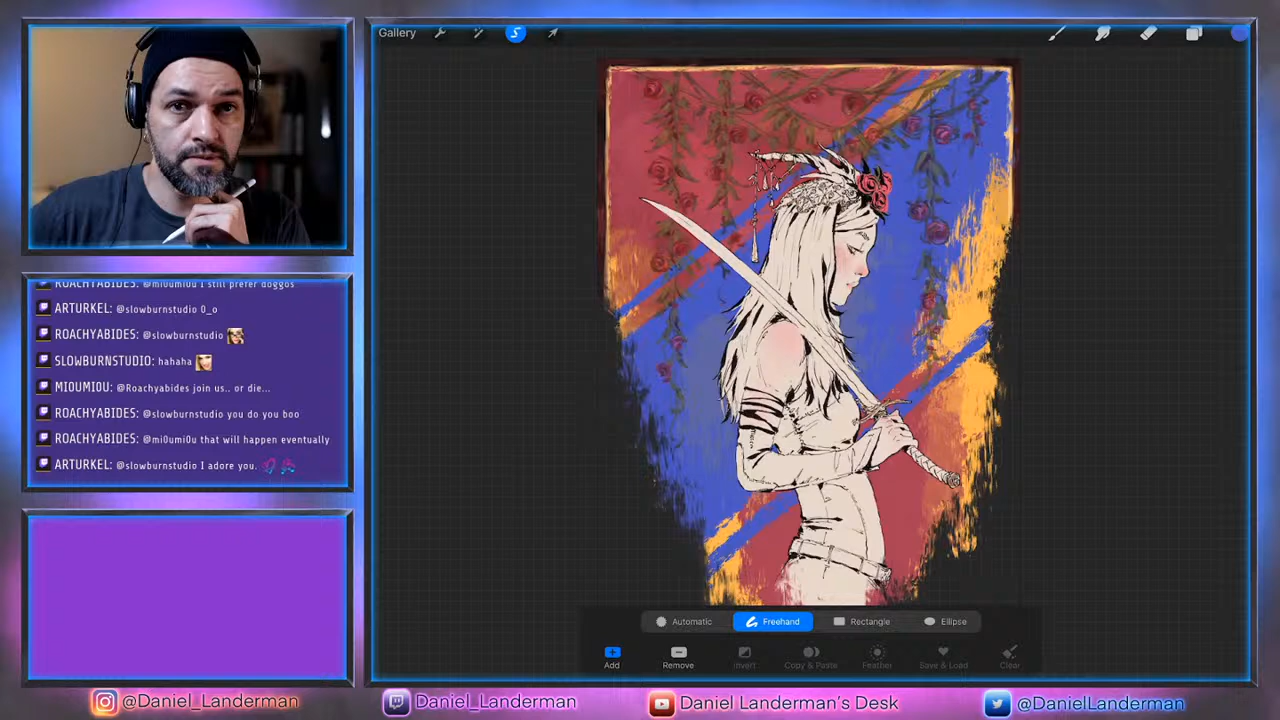 Gallery
ROACHYABIDES: @mi0umi0u I still prefer doggos
ARTURKEL: @slowburnstudio 0_o
ROACHYABIDES: @slowburnstudio
SLOWBURNSTUDIO: hahaha
MIOUMIOU: @Roachyabides join us.. or die...
ROACHYABIDES: @slowburnstudio you do you boo
ROACHYABIDES: @mi0umi0u that will happen eventually
ARTURKEL: @slowburnstudio I adore you.
Automatic Freehand Rectangle Ellipse
Add Remove Invert Copy & Paste Feather Save & Load Clear
@Daniel_Landerman Daniel_Landerman Daniel Landerman's Desk @DanielLanderman